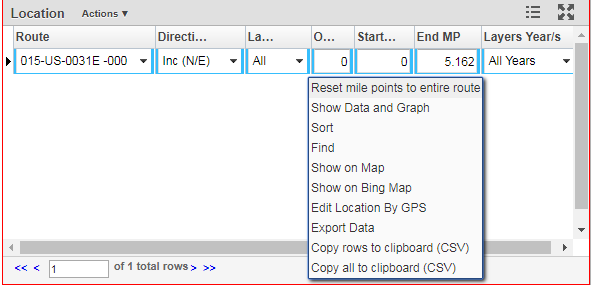 Location Actions ▼
Route Directi... La... O... Start... End MP Layers Year/s
015-US-0031E -000 Inc (N/E) All 0 0 5.162 All Years
Reset mile points to entire route
Show Data and Graph
Sort
Find
Show on Map
Show on Bing Map
Edit Location By GPS
Export Data
Copy rows to clipboard (CSV)
Copy all to clipboard (CSV)
<< < 1 of 1 total rows > >>